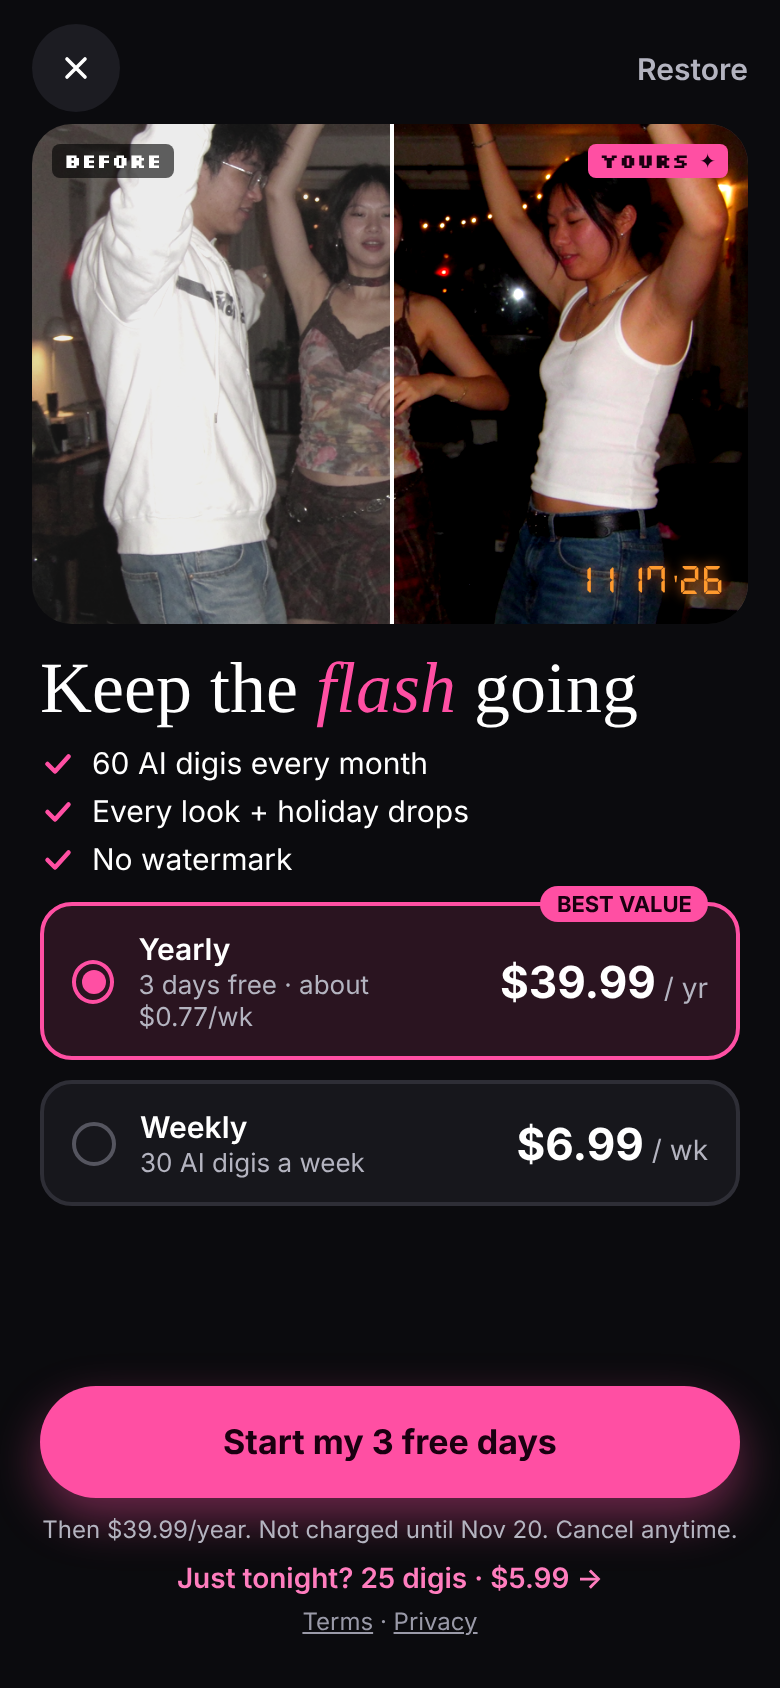 Restore
BEFORE
YOURS ✦
11 17 '26
Keep the flash going
60 AI digis every month
Every look + holiday drops
No watermark
BEST VALUE
Yearly
3 days free · about
$0.77/wk
$39.99 / yr
Weekly
30 AI digis a week
$6.99 / wk
Start my 3 free days
Then $39.99/year. Not charged until Nov 20. Cancel anytime.
Just tonight? 25 digis · $5.99 →
Terms · Privacy